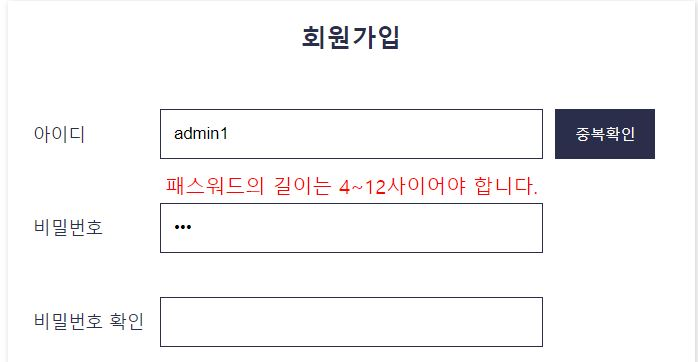 회원가입
아이디 admin1 중복확인
패스워드의 길이는 4~12사이어야 합니다.
비밀번호 •••
비밀번호 확인